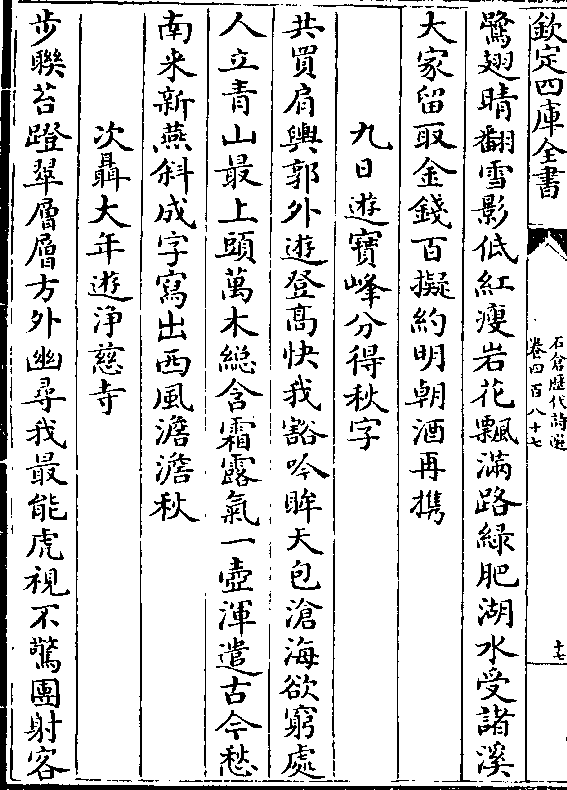 欽定四庫全書
石倉歷代詩選
卷四百八十七
十七
鷺翅晴翻雪影低紅瘦岩花飄滿路綠肥湖水受諸溪
大家留取金錢百擬約明朝酒再携
九日遊寶峰分得秋字
共買肩輿郭外遊登高快我豁吟眸天包滄海欲窮處
人立青山最上頭萬木總含霜露氣一壺渾遣古今愁
南來新燕斜成字寫出西風澹澹秋
次聶大年遊淨慈寺
步聮苔蹬翠層層方外幽尋我最能虎視不驚團射客